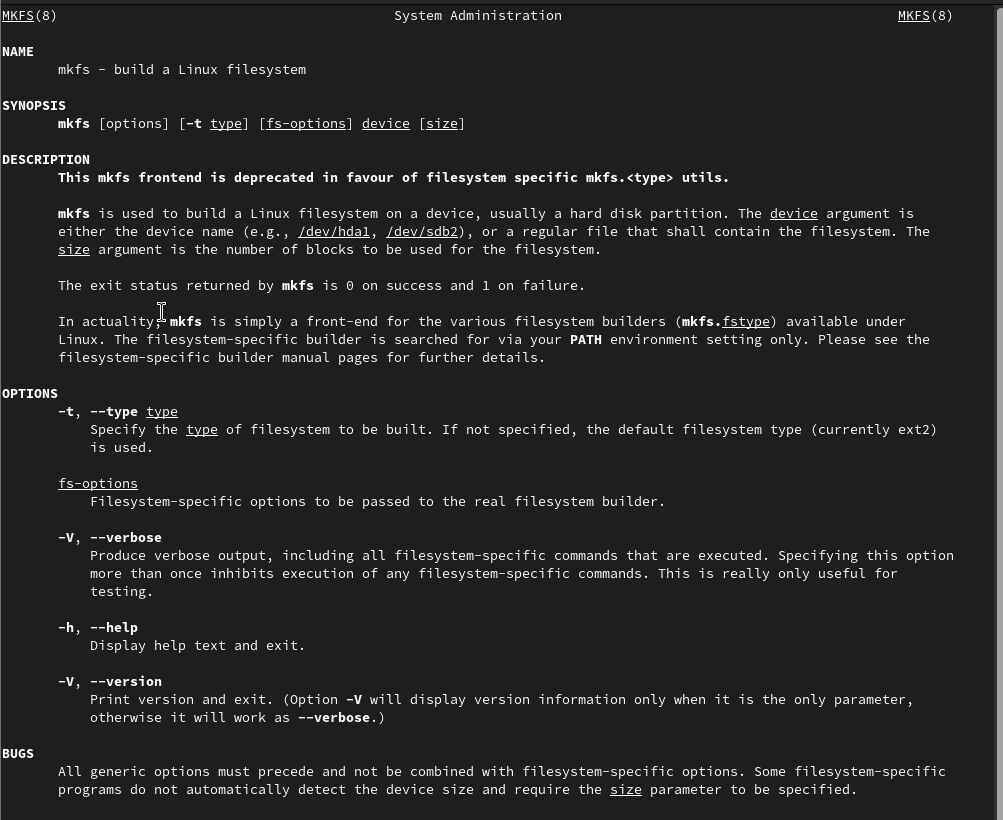 MKFS(8) System Administration MKFS(8)
NAME
mkfs - build a Linux filesystem
SYNOPSIS
mkfs [options] [-t type] [fs-options] device [size]
DESCRIPTION
This mkfs frontend is deprecated in favour of filesystem specific mkfs.<type> utils.
mkfs is used to build a Linux filesystem on a device, usually a hard disk partition. The device argument is
either the device name (e.g., /dev/hda1, /dev/sdb2), or a regular file that shall contain the filesystem. The
size argument is the number of blocks to be used for the filesystem.
The exit status returned by mkfs is 0 on success and 1 on failure.
In actuality, mkfs is simply a front-end for the various filesystem builders (mkfs.fstype) available under
Linux. The filesystem-specific builder is searched for via your PATH environment setting only. Please see the
filesystem-specific builder manual pages for further details.
OPTIONS
-t, --type type
Specify the type of filesystem to be built. If not specified, the default filesystem type (currently ext2)
is used.
fs-options
Filesystem-specific options to be passed to the real filesystem builder.
-V, --verbose
Produce verbose output, including all filesystem-specific commands that are executed. Specifying this option
more than once inhibits execution of any filesystem-specific commands. This is really only useful for
testing.
-h, --help
Display help text and exit.
-V, --version
Print version and exit. (Option -V will display version information only when it is the only parameter,
otherwise it will work as --verbose.)
BUGS
All generic options must precede and not be combined with filesystem-specific options. Some filesystem-specific
programs do not automatically detect the device size and require the size parameter to be specified.